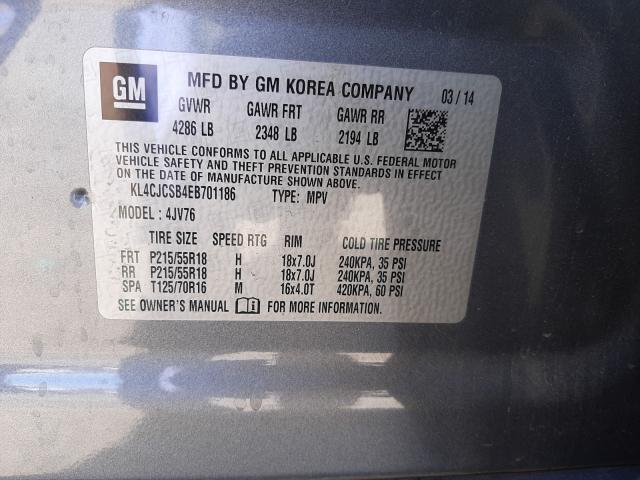 GM
MFD BY GM KOREA COMPANY 03 / 14
GVWR GAWR FRT GAWR RR
4286 LB 2348 LB 2194 LB
THIS VEHICLE CONFORMS TO ALL APPLICABLE U.S. FEDERAL MOTOR
VEHICLE SAFETY AND THEFT PREVENTION STANDARDS IN EFFECT
ON THE DATE OF MANUFACTURE SHOWN ABOVE.
KL4CJCSB4EB701186 TYPE: MPV
MODEL : 4JV76
TIRE SIZE SPEED RTG RIM COLD TIRE PRESSURE
FRT P215/55R18 H 18x7.0J 240KPA, 35 PSI
RR P215/55R18 H 18x7.0J 240KPA, 35 PSI
SPA T125/70R16 M 16x4.0T 420KPA, 60 PSI
SEE OWNER'S MANUAL FOR MORE INFORMATION.